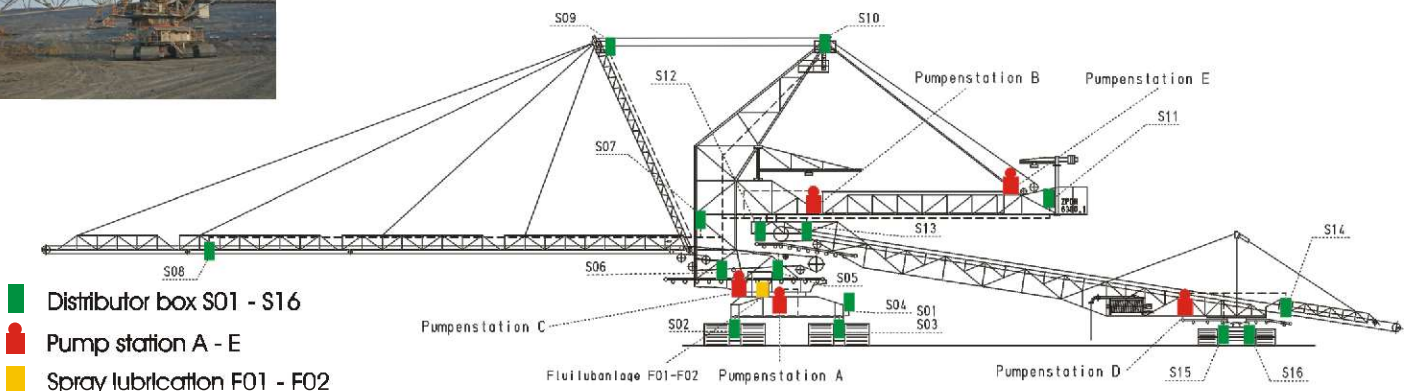 S09
S10
S12
Pumpenstation B
Pumpenstation E
S11
S07
S13
S14
S08
S06
S05
S04
S01
Distributor box S01 - S16
Pumpenstation C
S02
S03
Pump station A - E
Fluilubanlage F01-F02
Pumpenstation A
Pumpenstation D
S15
S16
Spray lubrication F01 - F02